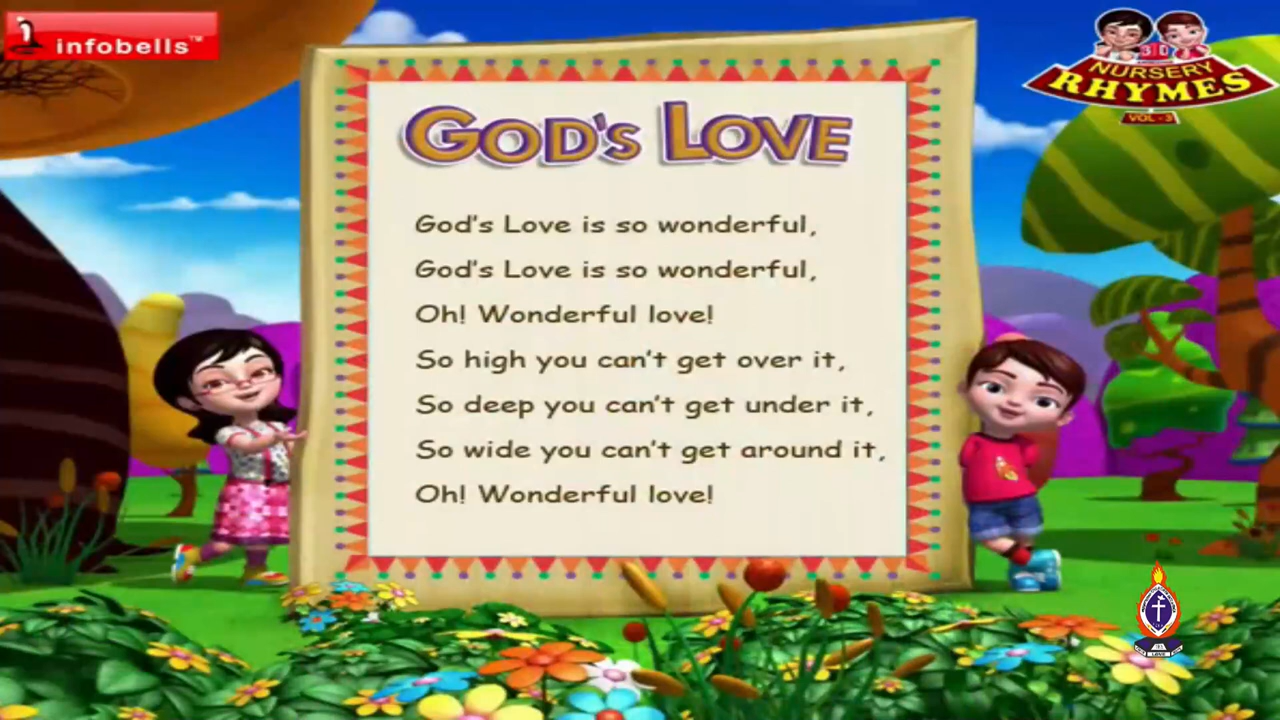 infobells™
3D
NURSERY
RHYMES
VOL-3
GOD'S LOVE
God's Love is so wonderful,
God's Love is so wonderful,
Oh! Wonderful love!
So high you can't get over it,
So deep you can't get under it,
So wide you can't get around it,
Oh! Wonderful love!